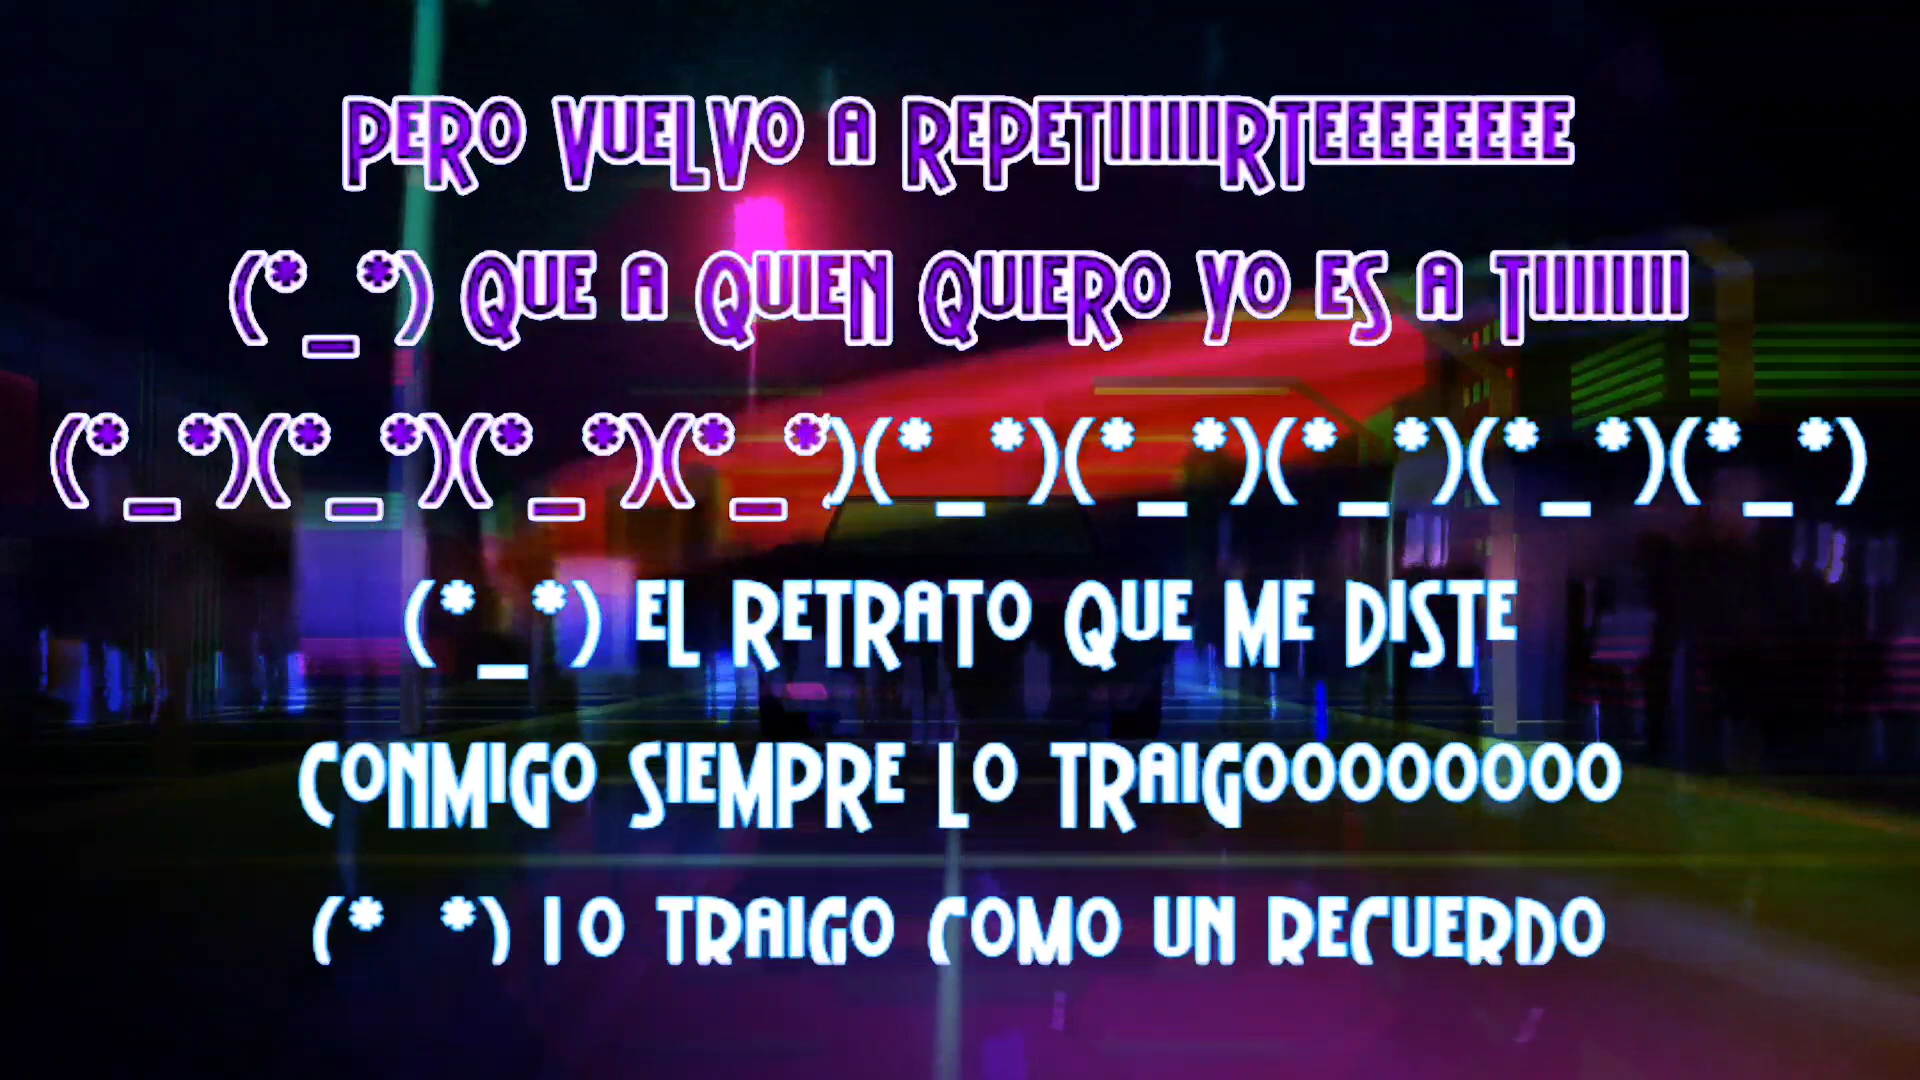 PERO VUELVO A REPETIIIIIIRTEEEEEEEE
(*_*) QUE A QUIEN QUIERO YO ES A TIIIIIIII
(*_*)(*_*)(*_*)(*_*)(*_*)(*_*)(*_*)(*_*)(*_*)
(*_*) EL RETRATO QUE ME DISTE
CONMIGO SIEMPRE LO TRAIGOOOOOOOOO
(* *) LO TRAIGO COMO UN RECUERDO